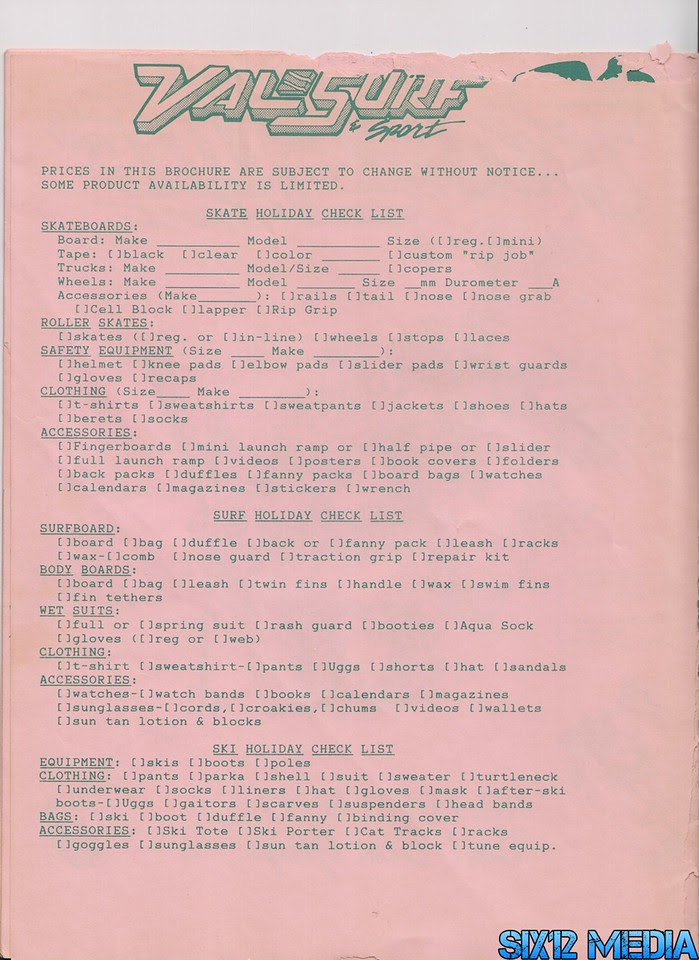 VAL SURF
& Sport
PRICES IN THIS BROCHURE ARE SUBJECT TO CHANGE WITHOUT NOTICE...
SOME PRODUCT AVAILABILITY IS LIMITED.
SKATE HOLIDAY CHECK LIST
SKATEBOARDS:
Board: Make __________ Model __________ Size ([]reg.[]mini)
Tape: []black []clear []color _______ []custom "rip job"
Trucks: Make _________ Model/Size _____ []copers
Wheels: Make _________ Model _______ Size __mm Durometer ___A
Accessories (Make_______): []rails []tail []nose []nose grab
[]Cell Block []lapper []Rip Grip
ROLLER SKATES:
[]skates ([]reg. or []in-line) []wheels []stops []laces
SAFETY EQUIPMENT (Size ____ Make ________):
[]helmet []knee pads []elbow pads []slider pads []wrist guards
[]gloves []recaps
CLOTHING (Size____ Make ________):
[]t-shirts []sweatshirts []sweatpants []jackets []shoes []hats
[]berets []socks
ACCESSORIES:
[]Fingerboards []mini launch ramp or []half pipe or []slider
[]full launch ramp []videos []posters []book covers []folders
[]back packs []duffles []fanny packs []board bags []watches
[]calendars []magazines []stickers []wrench
SURF HOLIDAY CHECK LIST
SURFBOARD:
[]board []bag []duffle []back or []fanny pack []leash []racks
[]wax-[]comb []nose guard []traction grip []repair kit
BODY BOARDS:
[]board []bag []leash []twin fins []handle []wax []swim fins
[]fin tethers
WET SUITS:
[]full or []spring suit []rash guard []booties []Aqua Sock
[]gloves ([]reg or []web)
CLOTHING:
[]t-shirt []sweatshirt-[]pants []Uggs []shorts []hat []sandals
ACCESSORIES:
[]watches-[]watch bands []books []calendars []magazines
[]sunglasses-[]cords,[]croakies,[]chums []videos []wallets
[]sun tan lotion & blocks
SKI HOLIDAY CHECK LIST
EQUIPMENT: []skis []boots []poles
CLOTHING: []pants []parka []shell []suit []sweater []turtleneck
[]underwear []socks []liners []hat []gloves []mask []after-ski
boots-[]Uggs []gaitors []scarves []suspenders []head bands
BAGS: []ski []boot []duffle []fanny []binding cover
ACCESSORIES: []Ski Tote []Ski Porter []Cat Tracks []racks
[]goggles []sunglasses []sun tan lotion & block []tune equip.
SIX12 MEDIA